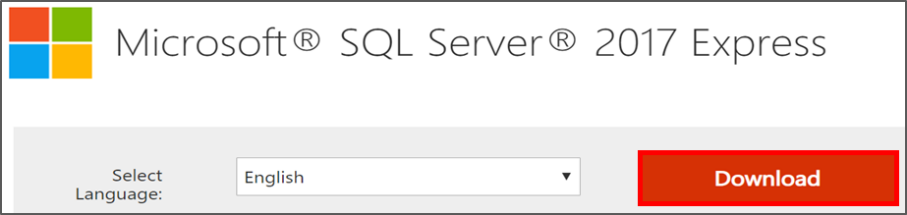 Microsoft® SQL Server® 2017 Express
Select
Language:
English
Download